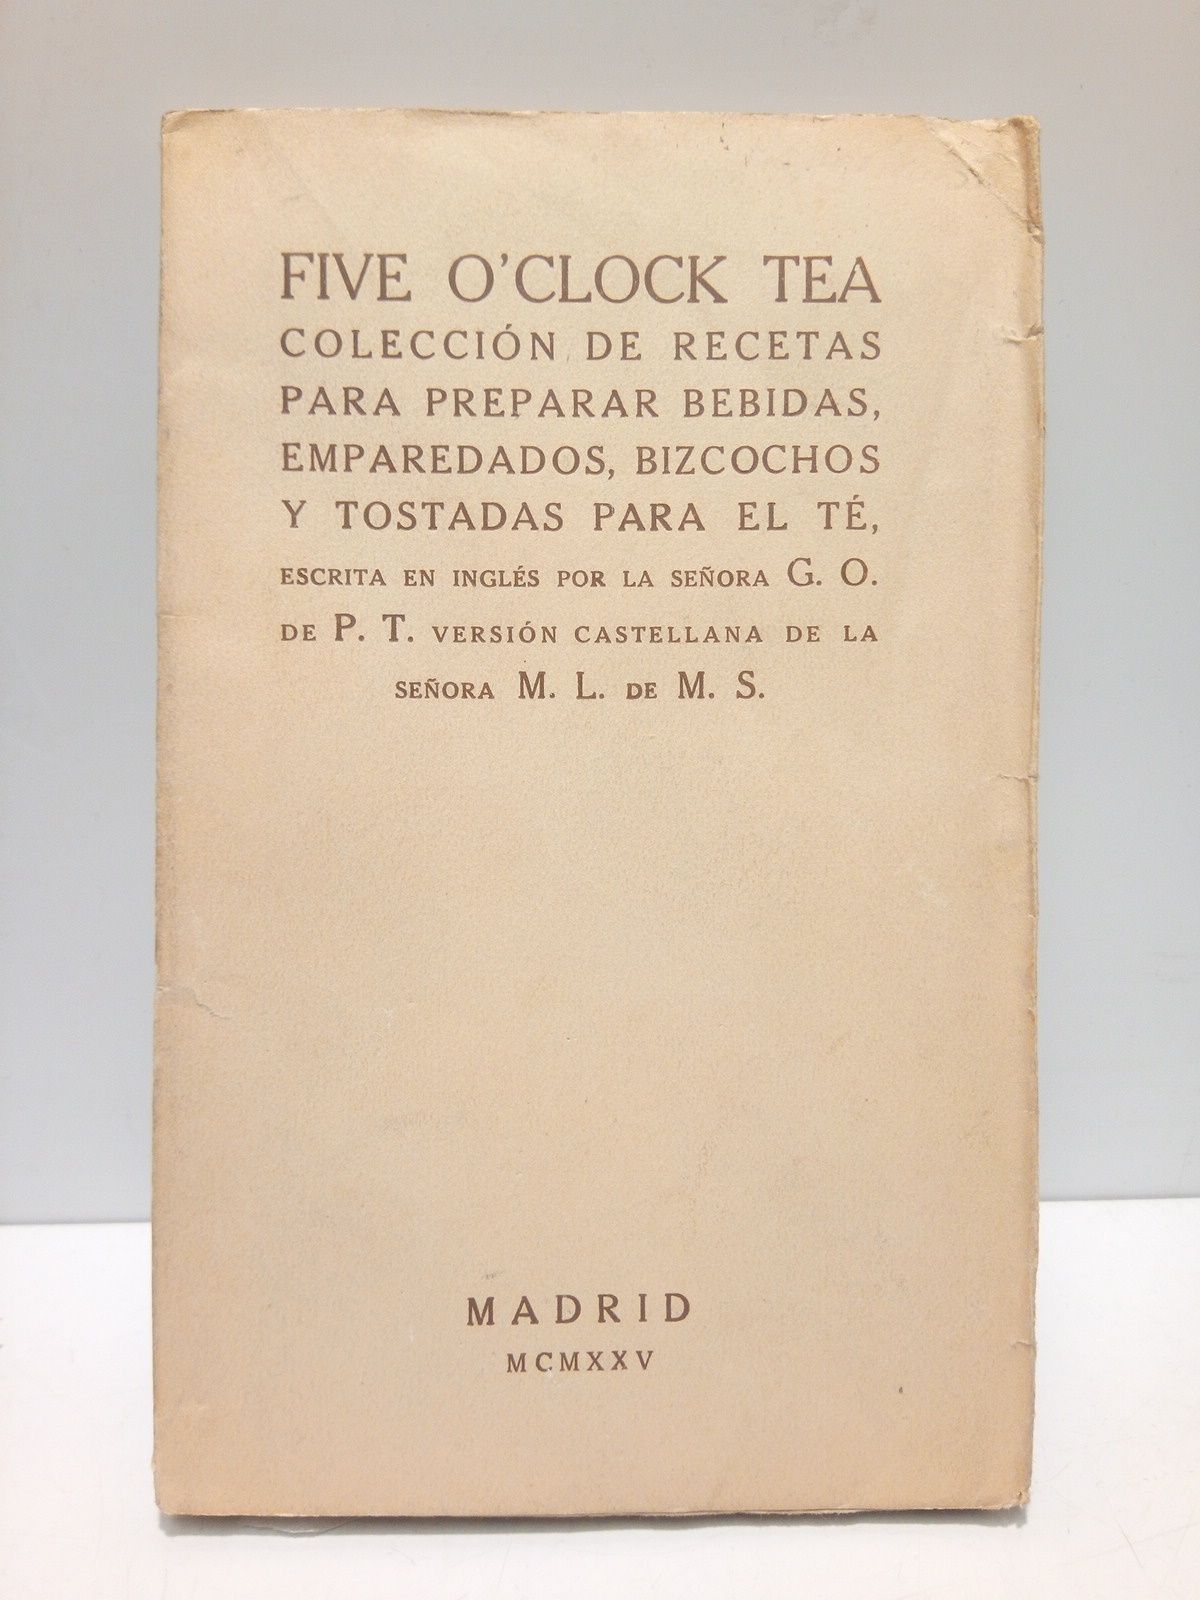 FIVE O'CLOCK TEA
COLECCIÓN DE RECETAS
PARA PREPARAR BEBIDAS,
EMPAREDADOS, BIZCOCHOS
Y TOSTADAS PARA EL TÉ,
ESCRITA EN INGLÉS POR LA SEÑORA G. O.
DE P. T. VERSIÓN CASTELLANA DE LA
SEÑORA M. L. DE M. S.
MADRID
MCMXXV